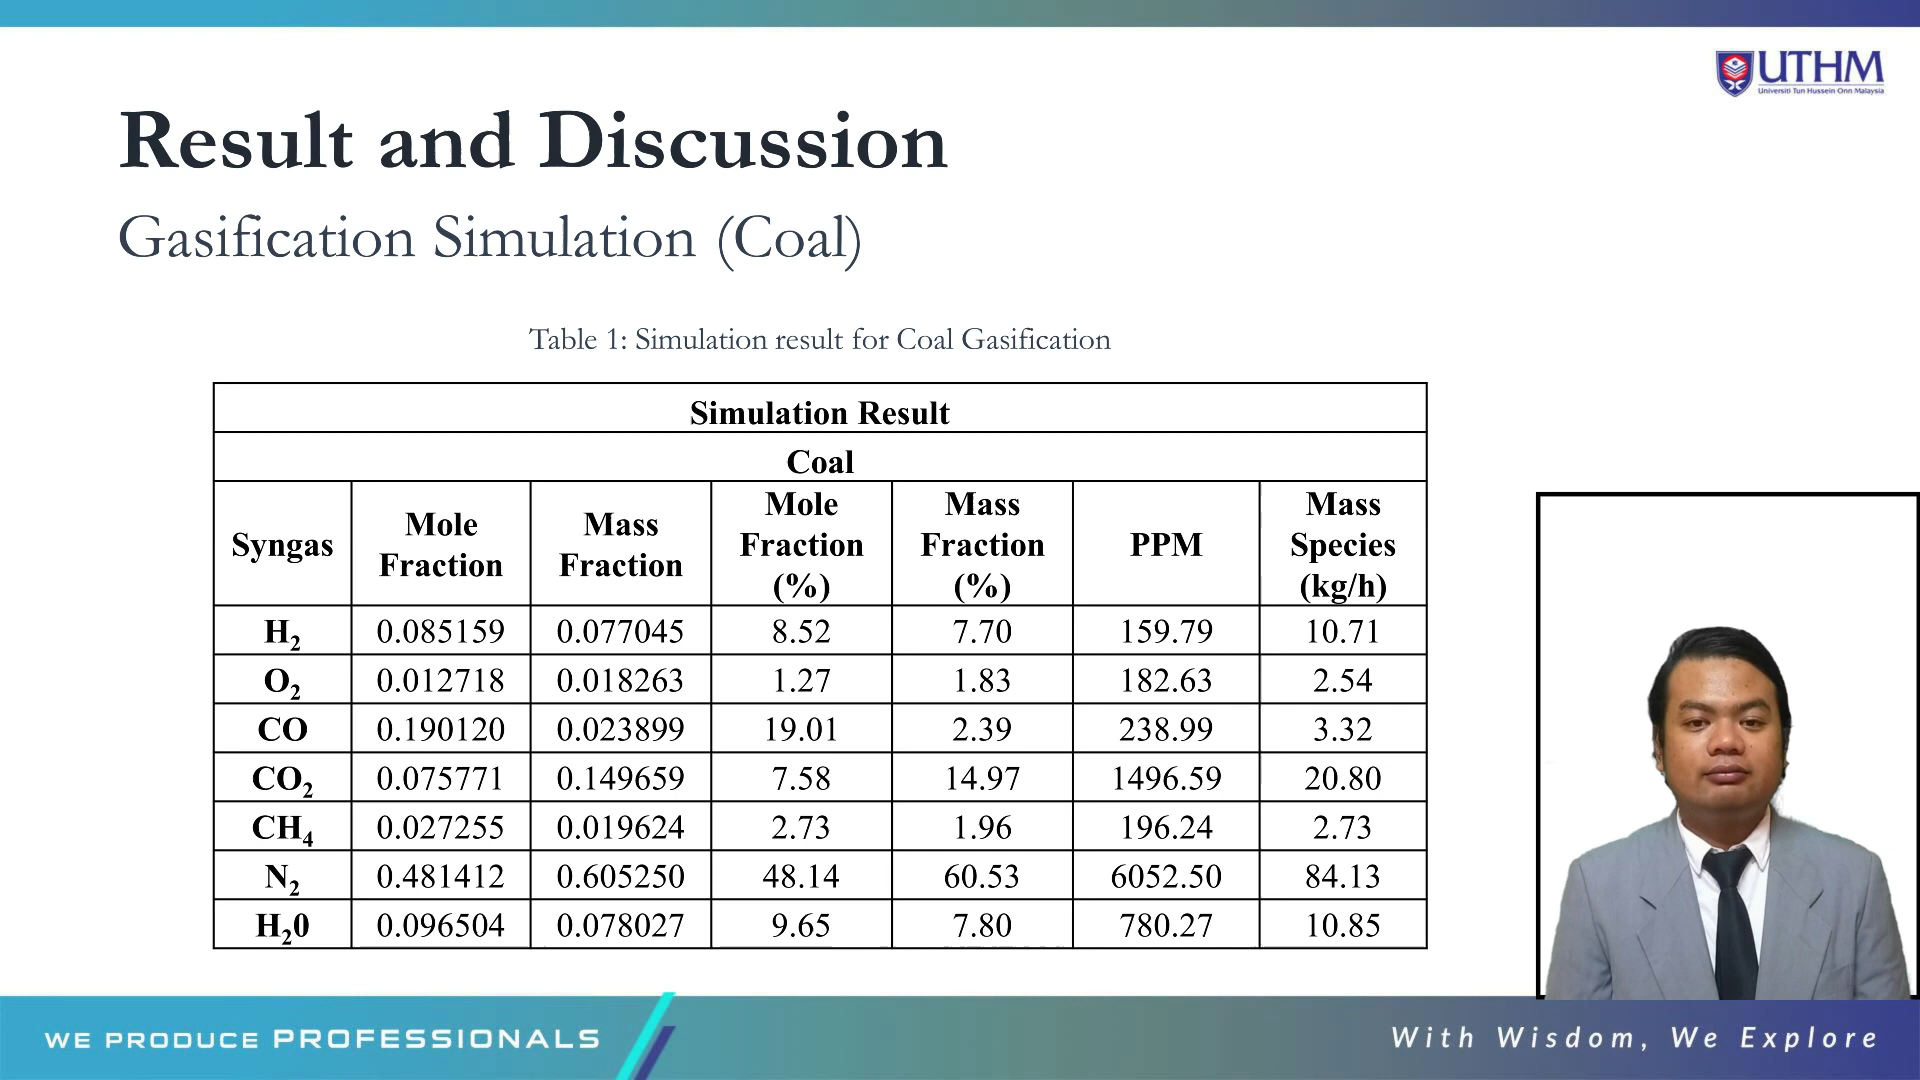 UTHM
Universiti Tun Hussein Onn Malaysia
Result and Discussion
Gasification Simulation (Coal)
Table 1: Simulation result for Coal Gasification
Simulation Result
Coal
Syngas Mole Fraction Mass Fraction Mole Fraction (%) Mass Fraction (%) PPM Mass Species (kg/h)
H₂ 0.085159 0.077045 8.52 7.70 159.79 10.71
O₂ 0.012718 0.018263 1.27 1.83 182.63 2.54
CO 0.190120 0.023899 19.01 2.39 238.99 3.32
CO₂ 0.075771 0.149659 7.58 14.97 1496.59 20.80
CH₄ 0.027255 0.019624 2.73 1.96 196.24 2.73
N₂ 0.481412 0.605250 48.14 60.53 6052.50 84.13
H₂0 0.096504 0.078027 9.65 7.80 780.27 10.85
WE PRODUCE PROFESSIONALS
With Wisdom, We Explore